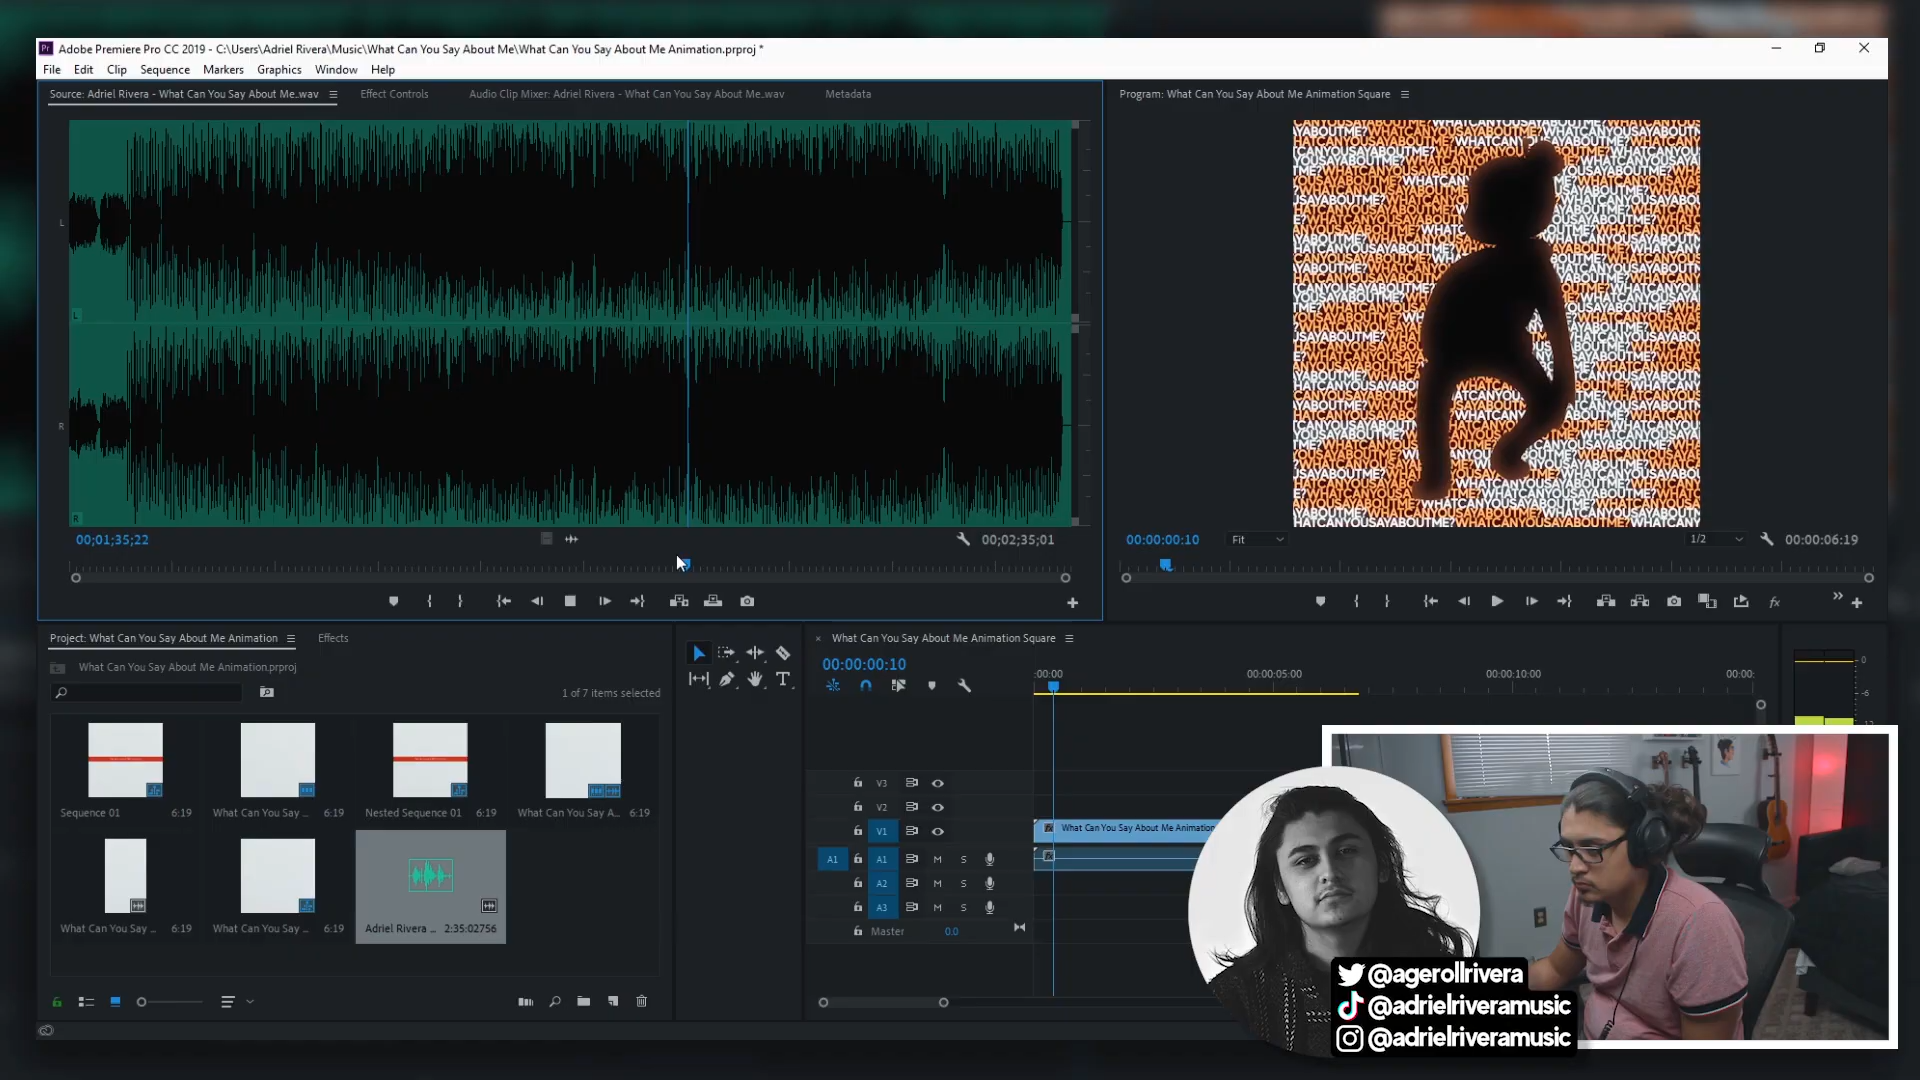 Pr Adobe Premiere Pro CC 2019 - C:\Users\Adriel Rivera\Music\What Can You Say About Me\What Can You Say About Me Animation.prproj *
File Edit Clip Sequence Markers Graphics Window Help
Source: Adriel Rivera - What Can You Say About Me..wav Effect Controls Audio Clip Mixer: Adriel Rivera - What Can You Say About Me..wav Metadata
Program: What Can You Say About Me Animation Square
WHATCANYOUSAYABOUTME?
L
L
R
R
00;01;35;22
00;02;35;01
00:00:00:10 Fit 1/2 00:00:06:19
Project: What Can You Say About Me Animation Effects
What Can You Say About Me Animation.prproj
1 of 7 items selected
Sequence 01 6:19
What Can You Say ... 6:19
Nested Sequence 01 6:19
What Can You Say A... 6:19
What Can You Say ... 6:19
What Can You Say ... 6:19
Adriel Rivera ... 2:35:02756
× What Can You Say About Me Animation Square
00:00:00:10
:00:00 00:00:05:00 00:00:10:00 00:00:
V3
V2
V1 What Can You Say About Me Animation
A1 A1 M S
A2 M S
A3 M S
Master 0.0
0
-6
@agerollrivera
@adrielriveramusic
@adrielriveramusic